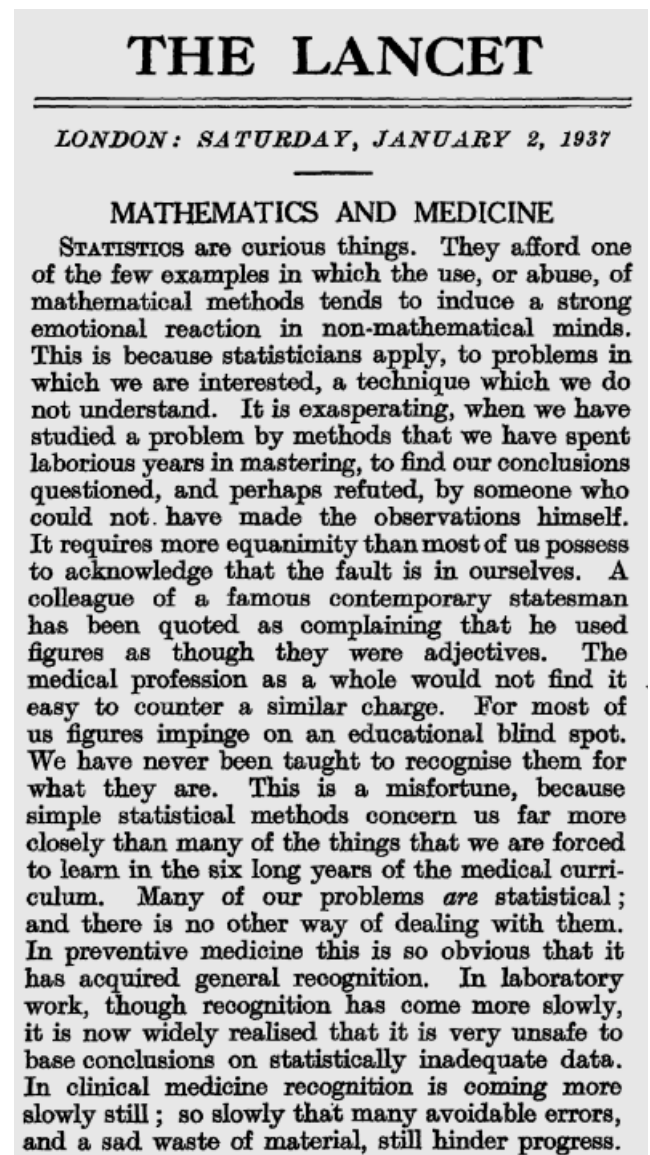 THE LANCET
LONDON: SATURDAY, JANUARY 2, 1937
MATHEMATICS AND MEDICINE
STATISTICS are curious things. They afford one
of the few examples in which the use, or abuse, of
mathematical methods tends to induce a strong
emotional reaction in non-mathematical minds.
This is because statisticians apply, to problems in
which we are interested, a technique which we do
not understand. It is exasperating, when we have
studied a problem by methods that we have spent
laborious years in mastering, to find our conclusions
questioned, and perhaps refuted, by someone who
could not have made the observations himself.
It requires more equanimity than most of us possess
to acknowledge that the fault is in ourselves. A
colleague of a famous contemporary statesman
has been quoted as complaining that he used
figures as though they were adjectives. The
medical profession as a whole would not find it
easy to counter a similar charge. For most of
us figures impinge on an educational blind spot.
We have never been taught to recognise them for
what they are. This is a misfortune, because
simple statistical methods concern us far more
closely than many of the things that we are forced
to learn in the six long years of the medical curri-
culum. Many of our problems are statistical;
and there is no other way of dealing with them.
In preventive medicine this is so obvious that it
has acquired general recognition. In laboratory
work, though recognition has come more slowly,
it is now widely realised that it is very unsafe to
base conclusions on statistically inadequate data.
In clinical medicine recognition is coming more
slowly still; so slowly that many avoidable errors,
and a sad waste of material, still hinder progress.